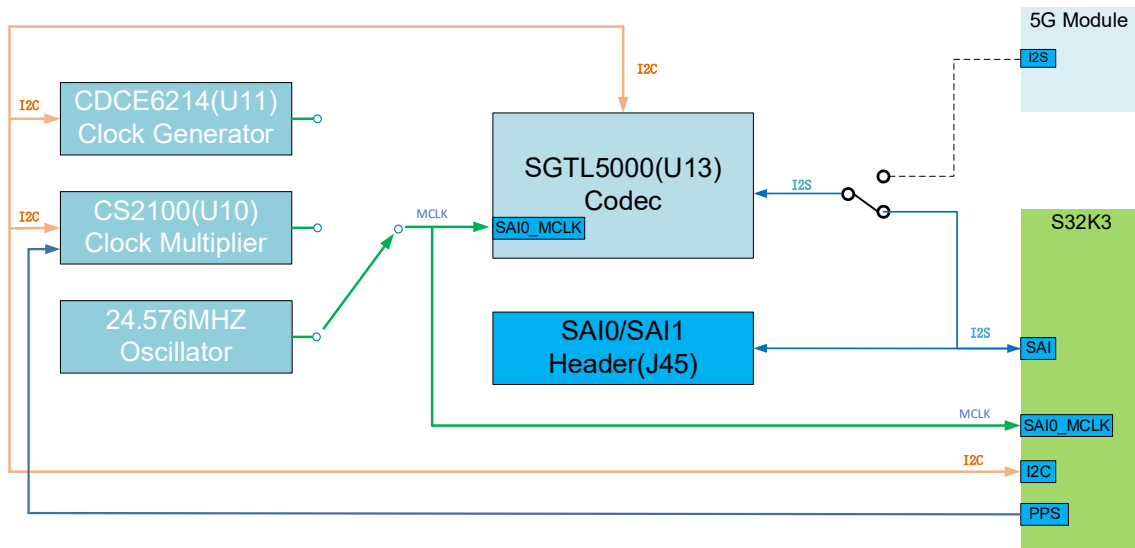 5G Module
I2S
I2C
I2C
CDCE6214(U11)
Clock Generator
SGTL5000(U13)
Codec
I2S
I2C
CS2100(U10)
Clock Multiplier
MCLK
SAI0_MCLK
S32K3
24.576MHZ
Oscillator
SAI0/SAI1
Header(J45)
I2S
SAI
MCLK
SAI0_MCLK
I2C
I2C
PPS